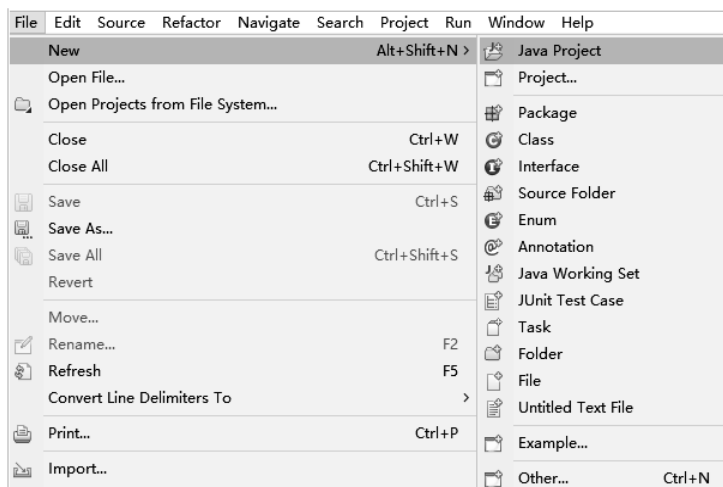 File Edit Source Refactor Navigate Search Project Run Window Help
New Alt+Shift+N >
Open File...
Open Projects from File System...
Close Ctrl+W
Close All Ctrl+Shift+W
Save Ctrl+S
Save As...
Save All Ctrl+Shift+S
Revert
Move...
Rename... F2
Refresh F5
Convert Line Delimiters To >
Print... Ctrl+P
Import...
Java Project
Project...
Package
Class
Interface
Source Folder
Enum
Annotation
Java Working Set
JUnit Test Case
Task
Folder
File
Untitled Text File
Example...
Other... Ctrl+N